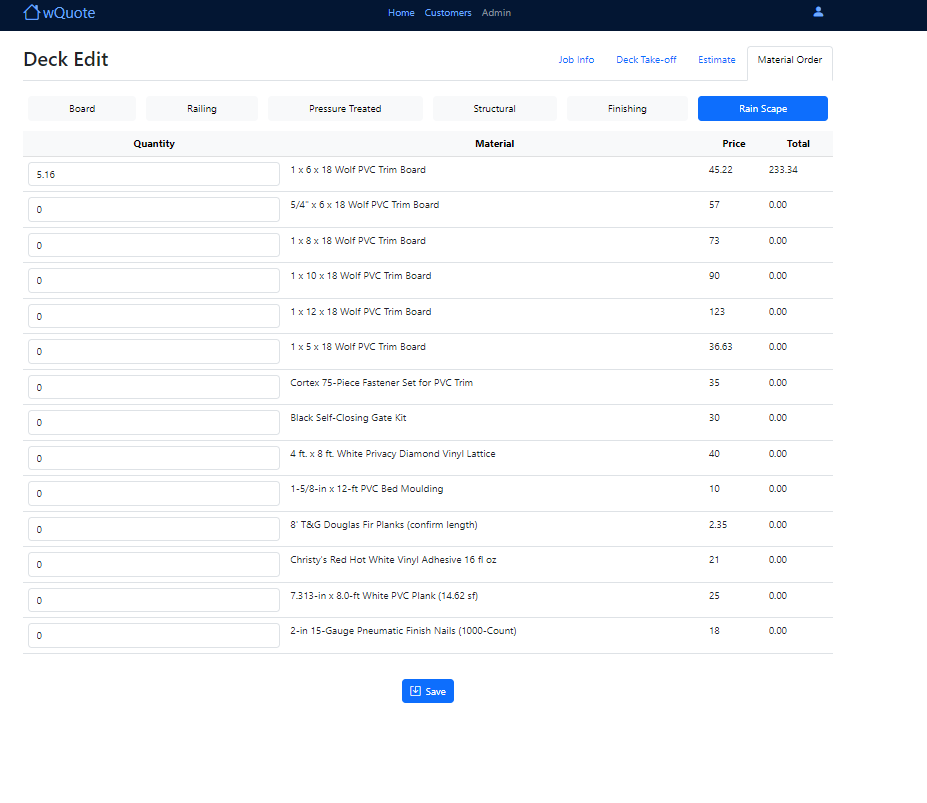 wQuote Home Customers Admin
Deck Edit Job Info Deck Take-off Estimate Material Order
Board Railing Pressure Treated Structural Finishing Rain Scape
Quantity Material Price Total
5.16 1 x 6 x 18 Wolf PVC Trim Board 45.22 233.34
0 5/4" x 6 x 18 Wolf PVC Trim Board 57 0.00
0 1 x 8 x 18 Wolf PVC Trim Board 73 0.00
0 1 x 10 x 18 Wolf PVC Trim Board 90 0.00
0 1 x 12 x 18 Wolf PVC Trim Board 123 0.00
0 1 x 5 x 18 Wolf PVC Trim Board 36.63 0.00
0 Cortex 75-Piece Fastener Set for PVC Trim 35 0.00
0 Black Self-Closing Gate Kit 30 0.00
0 4 ft. x 8 ft. White Privacy Diamond Vinyl Lattice 40 0.00
0 1-5/8-in x 12-ft PVC Bed Moulding 10 0.00
0 8' T&G Douglas Fir Planks (confirm length) 2.35 0.00
0 Christy's Red Hot White Vinyl Adhesive 16 fl oz 21 0.00
0 7.313-in x 8.0-ft White PVC Plank (14.62 sf) 25 0.00
0 2-in 15-Gauge Pneumatic Finish Nails (1000-Count) 18 0.00
Save